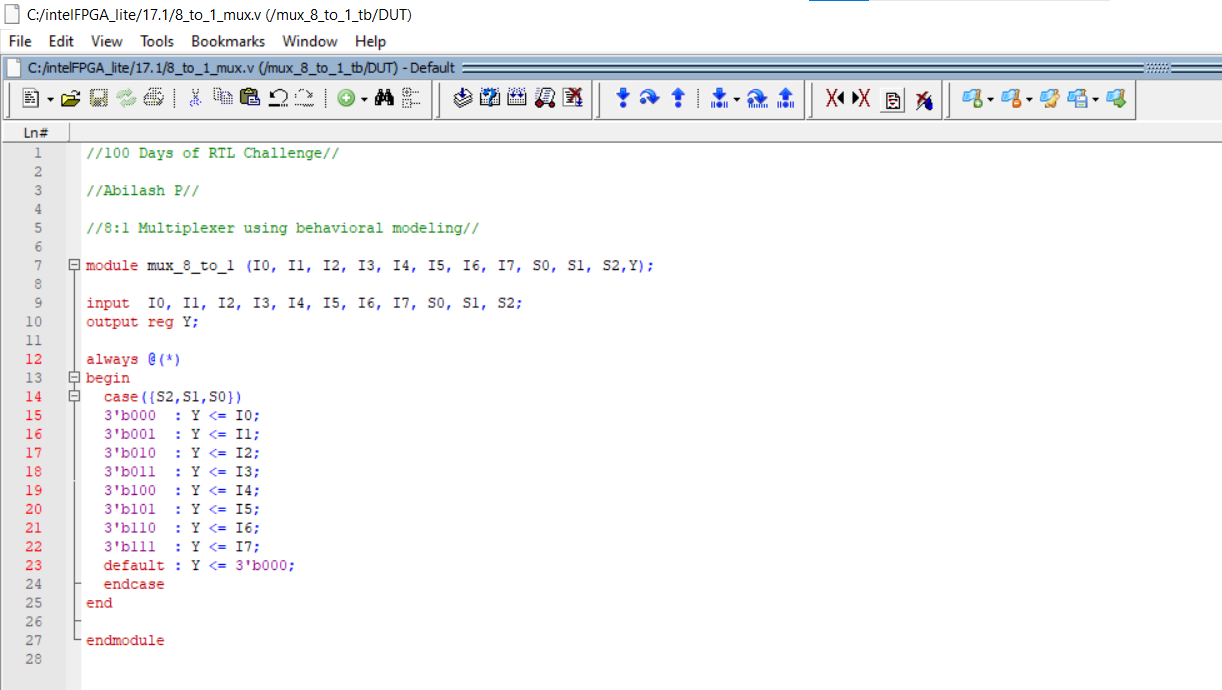 C:/intelFPGA_lite/17.1/8_to_1_mux.v (/mux_8_to_1_tb/DUT)
File Edit View Tools Bookmarks Window Help
C:/intelFPGA_lite/17.1/8_to_1_mux.v (/mux_8_to_1_tb/DUT) - Default
Ln#
1 //100 Days of RTL Challenge//
2
3 //Abilash P//
4
5 //8:1 Multiplexer using behavioral modeling//
6
7 module mux_8_to_1 (I0, I1, I2, I3, I4, I5, I6, I7, S0, S1, S2,Y);
8
9 input  I0, I1, I2, I3, I4, I5, I6, I7, S0, S1, S2;
10 output reg Y;
11
12 always @(*)
13 begin
14   case({S2,S1,S0})
15   3'b000  : Y <= I0;
16   3'b001  : Y <= I1;
17   3'b010  : Y <= I2;
18   3'b011  : Y <= I3;
19   3'b100  : Y <= I4;
20   3'b101  : Y <= I5;
21   3'b110  : Y <= I6;
22   3'b111  : Y <= I7;
23   default : Y <= 3'b000;
24   endcase
25 end
26
27 endmodule
28